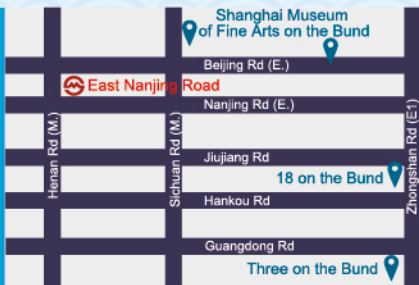 Shanghai Museum
of Fine Arts on the Bund
Beijing Rd (E.)
East Nanjing Road
Nanjing Rd (E.)
Henan Rd (M.)
Sichuan Rd (M.)
Zhongshan Rd (E1)
Jiujiang Rd
18 on the Bund
Hankou Rd
Guangdong Rd
Three on the Bund